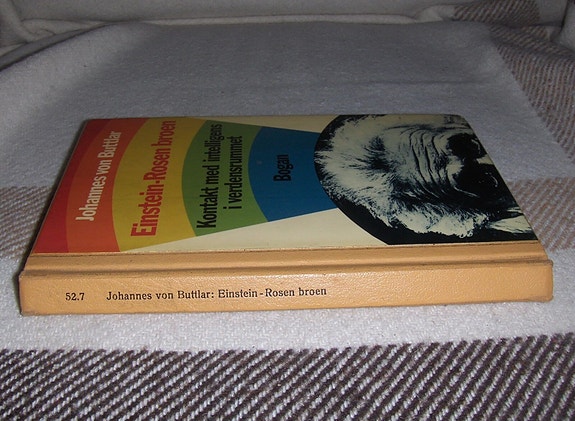 Johannes von Buttlar
Einstein-Rosen broen
Kontakt med intelligens
i verdensrummet
Bogan
52.7 Johannes von Buttlar: Einstein-Rosen broen